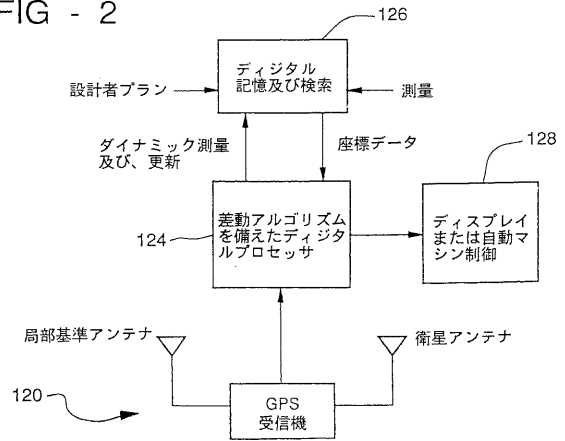 FIG - 2
126
ディジタル
記憶及び検索
設計者プラン
測量
ダイナミック測量
及び、更新
座標データ
128
差動アルゴリズム
を備えたディジタ
ルプロセッサ
124
ディスプレイ
または自動マ
シン制御
局部基準アンテナ
衛星アンテナ
120
GPS
受信機